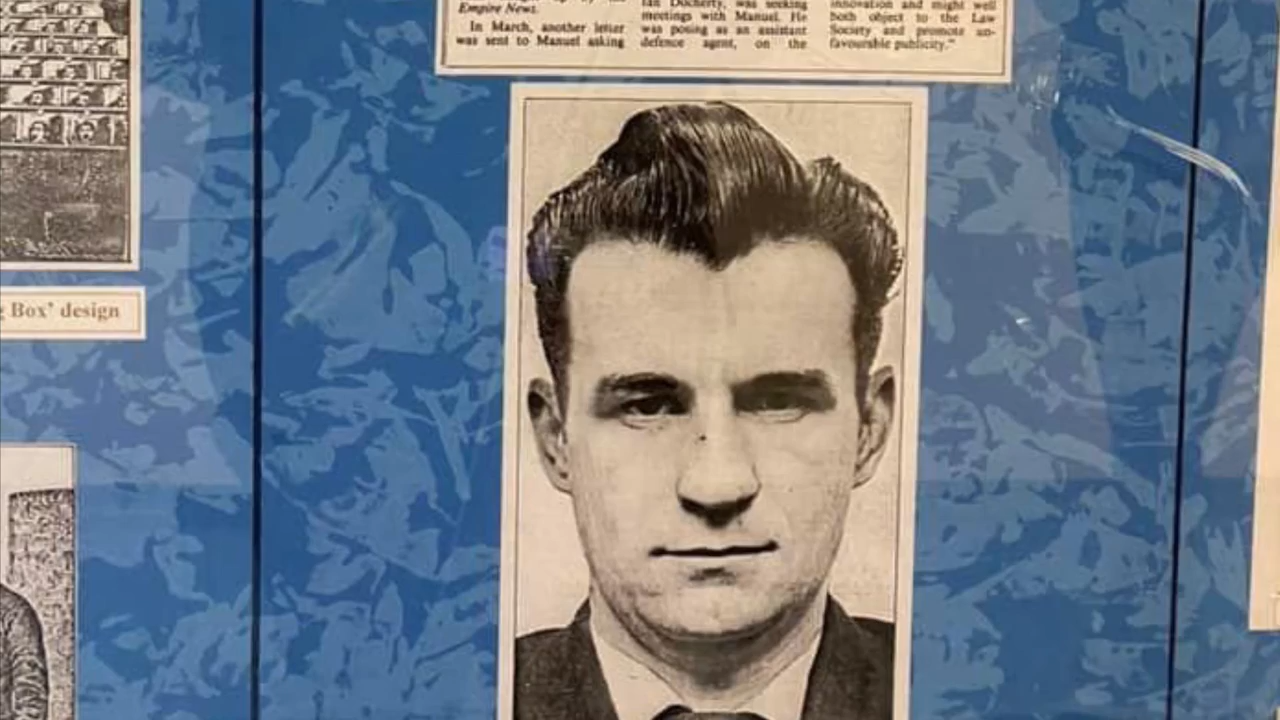 Empire News.
In March, another letter
was sent to Manuel asking
Ian Docherty, was seeking
meetings with Manuel. He
was posing as an assistant
defence agent, on the
innovation and might well
both object to the Law
Society and promote un-
favourable publicity."
Box' design